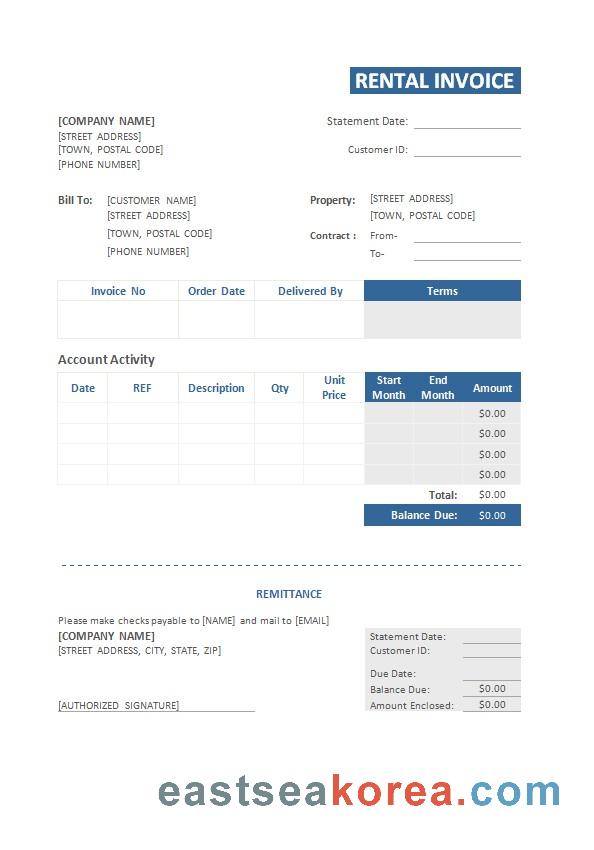 RENTAL INVOICE
[COMPANY NAME]
[STREET ADDRESS]
[TOWN, POSTAL CODE]
[PHONE NUMBER]
Statement Date:
Customer ID:
Bill To: [CUSTOMER NAME]
[STREET ADDRESS]
[TOWN, POSTAL CODE]
[PHONE NUMBER]
Property: [STREET ADDRESS]
[TOWN, POSTAL CODE]
Contract : From-
To-
Invoice No Order Date Delivered By Terms
Account Activity
Date REF Description Qty Unit Price Start Month End Month Amount
$0.00
$0.00
$0.00
$0.00
Total: $0.00
Balance Due: $0.00
REMITTANCE
Please make checks payable to [NAME] and mail to [EMAIL]
[COMPANY NAME]
[STREET ADDRESS, CITY, STATE, ZIP]
[AUTHORIZED SIGNATURE]
Statement Date:
Customer ID:
Due Date:
Balance Due: $0.00
Amount Enclosed: $0.00
eastseakorea.com